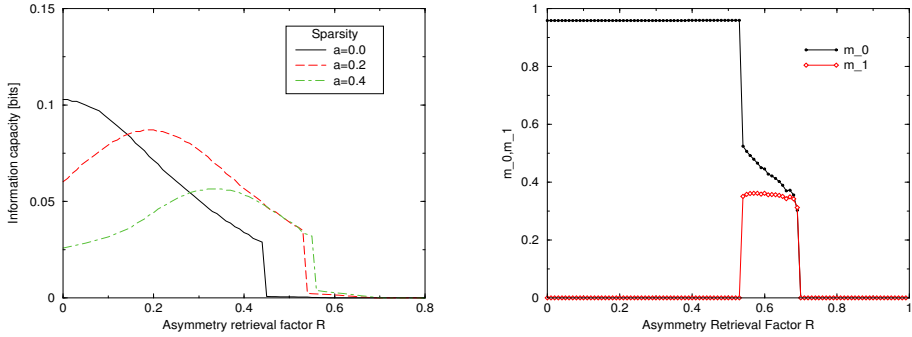 0.15
0.1
0.05
0
Information capacity [bits]
0
0.2
0.4
0.6
0.8
Asymmetry retrieval factor R
Sparsity
a=0.0
a=0.2
a=0.4
1
0.8
0.6
0.4
0.2
0
m_0,m_1
0
0.2
0.4
0.6
0.8
1
Asymmetry Retrieval Factor R
m_0
m_1